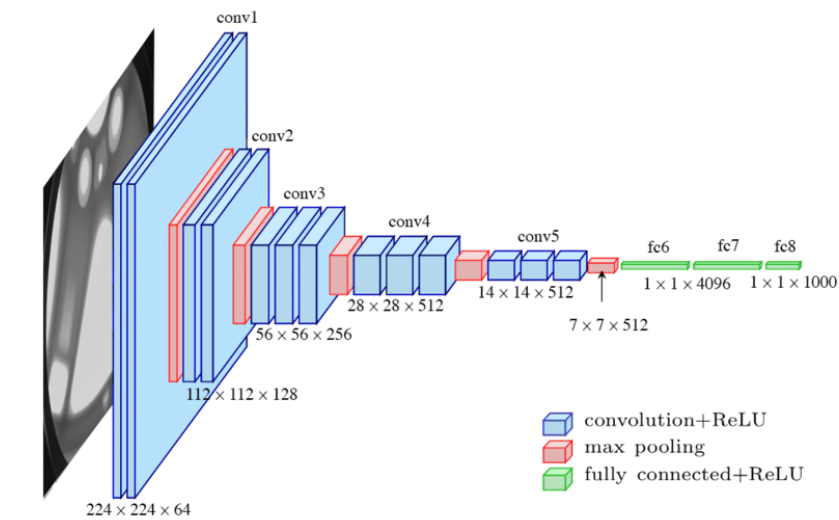 conv1
conv2
conv3
conv4
conv5
fc6
fc7
fc8
1 × 1 × 4096
1 × 1 × 1000
14 × 14 × 512
28 × 28 × 512
7 × 7 × 512
56 × 56 × 256
112 × 112 × 128
224 × 224 × 64
convolution+ReLU
max pooling
fully connected+ReLU